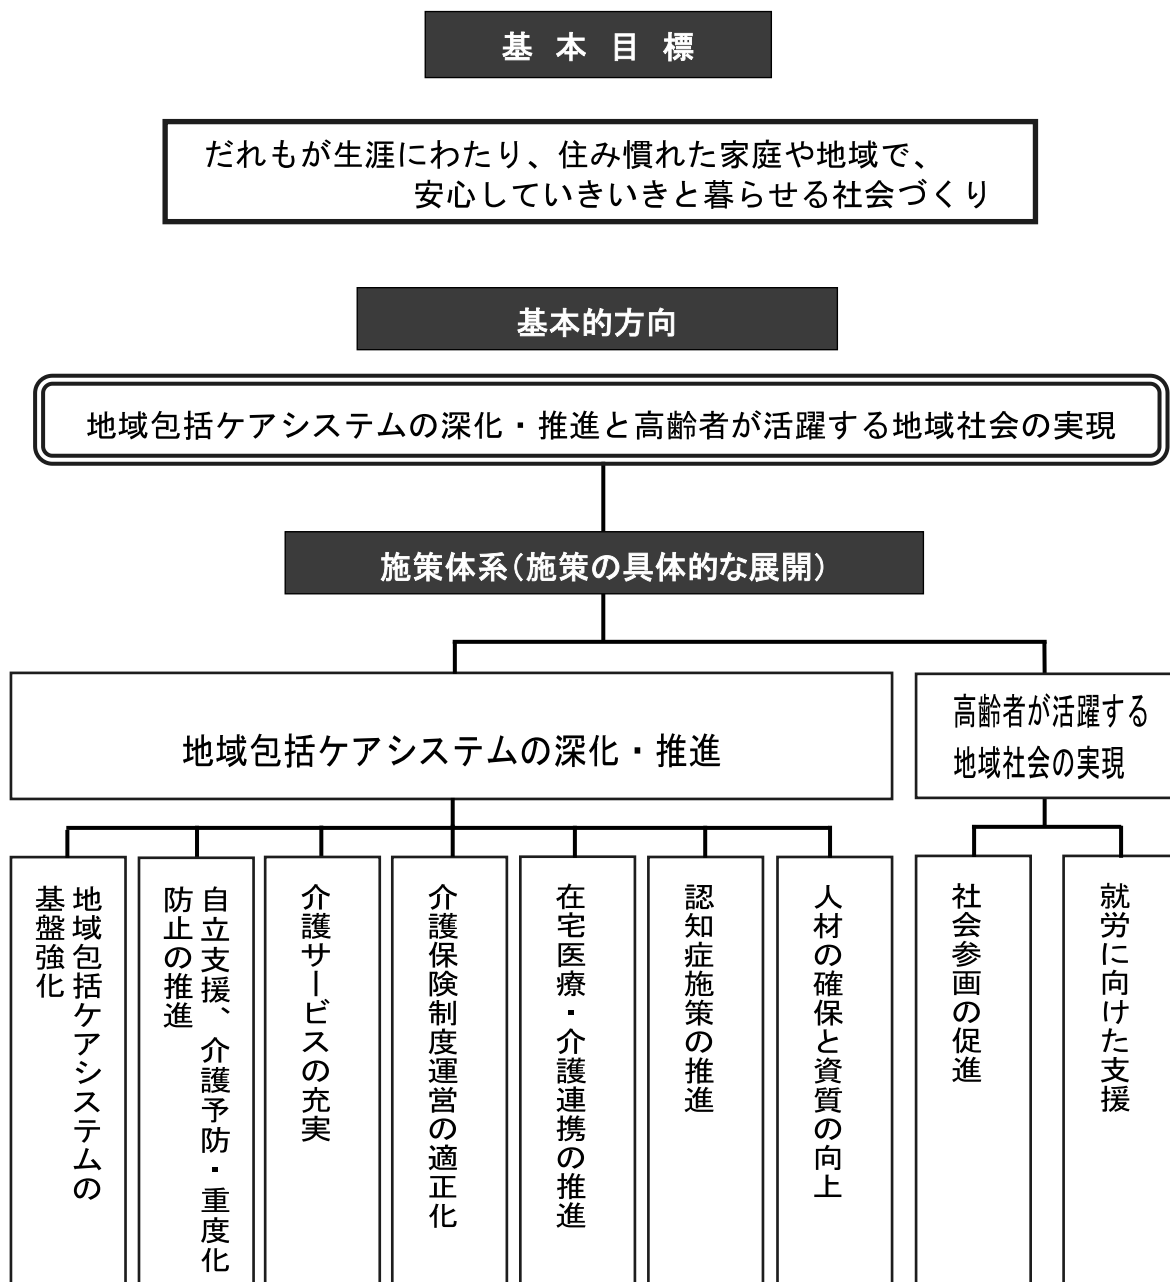 基本目標
だれもが生涯にわたり、住み慣れた家庭や地域で、
安心していきいきと暮らせる社会づくり
基本的方向
地域包括ケアシステムの深化・推進と高齢者が活躍する地域社会の実現
施策体系(施策の具体的な展開)
地域包括ケアシステムの深化・推進
高齢者が活躍する
地域社会の実現
地域包括ケアシステムの
基盤強化
自立支援、介護予防・重度化
防止の推進
介護サービスの充実
介護保険制度運営の適正化
在宅医療・介護連携の推進
認知症施策の推進
人材の確保と資質の向上
社会参画の促進
就労に向けた支援